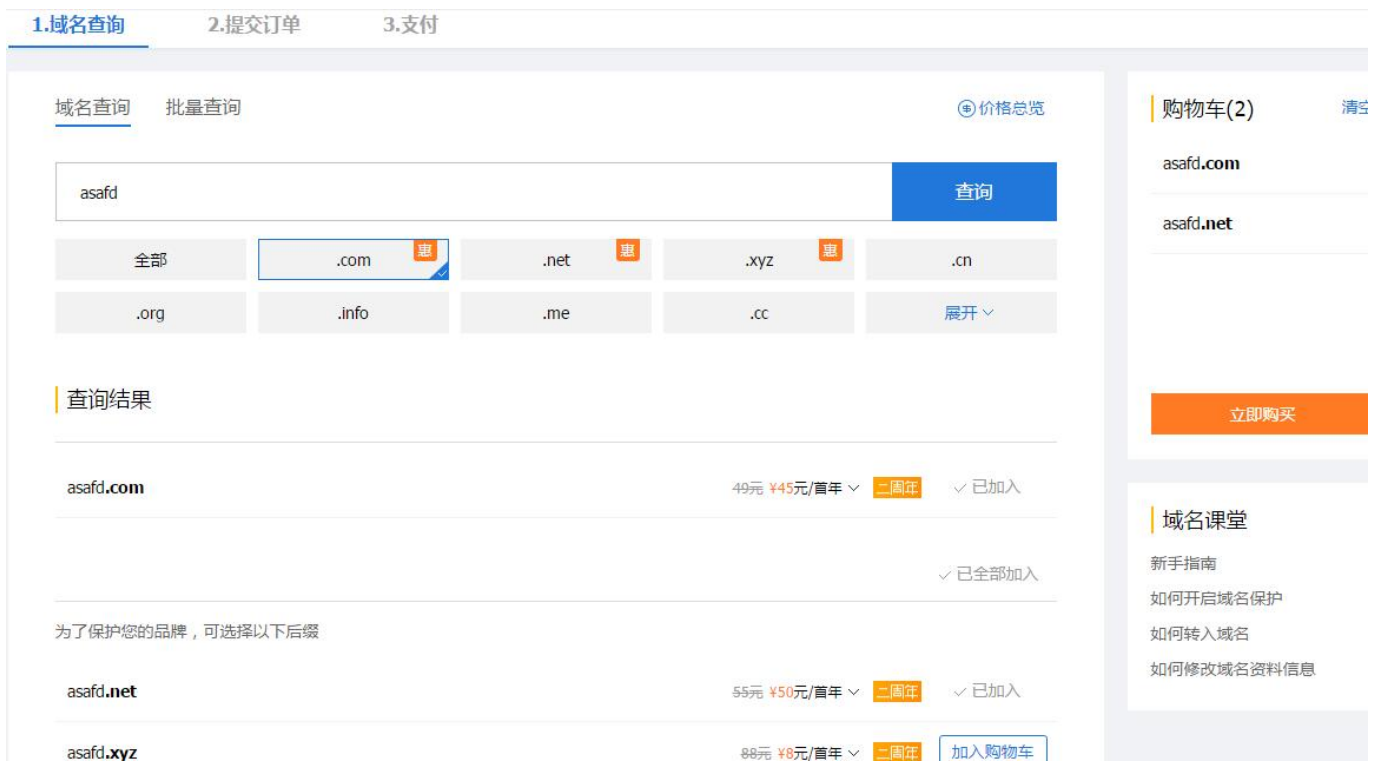 1.域名查询 2.提交订单 3.支付
域名查询 批量查询 价格总览
asafd 查询
全部 .com 惠 .net 惠 .xyz 惠 .cn
.org .info .me .cc 展开
查询结果
asafd.com 49元 ¥45元/首年 二周年 已加入
已全部加入
为了保护您的品牌，可选择以下后缀
asafd.net 55元 ¥50元/首年 二周年 已加入
asafd.xyz 88元 ¥8元/首年 二周年 加入购物车
购物车(2) 清空
asafd.com
asafd.net
立即购买
域名课堂
新手指南
如何开启域名保护
如何转入域名
如何修改域名资料信息